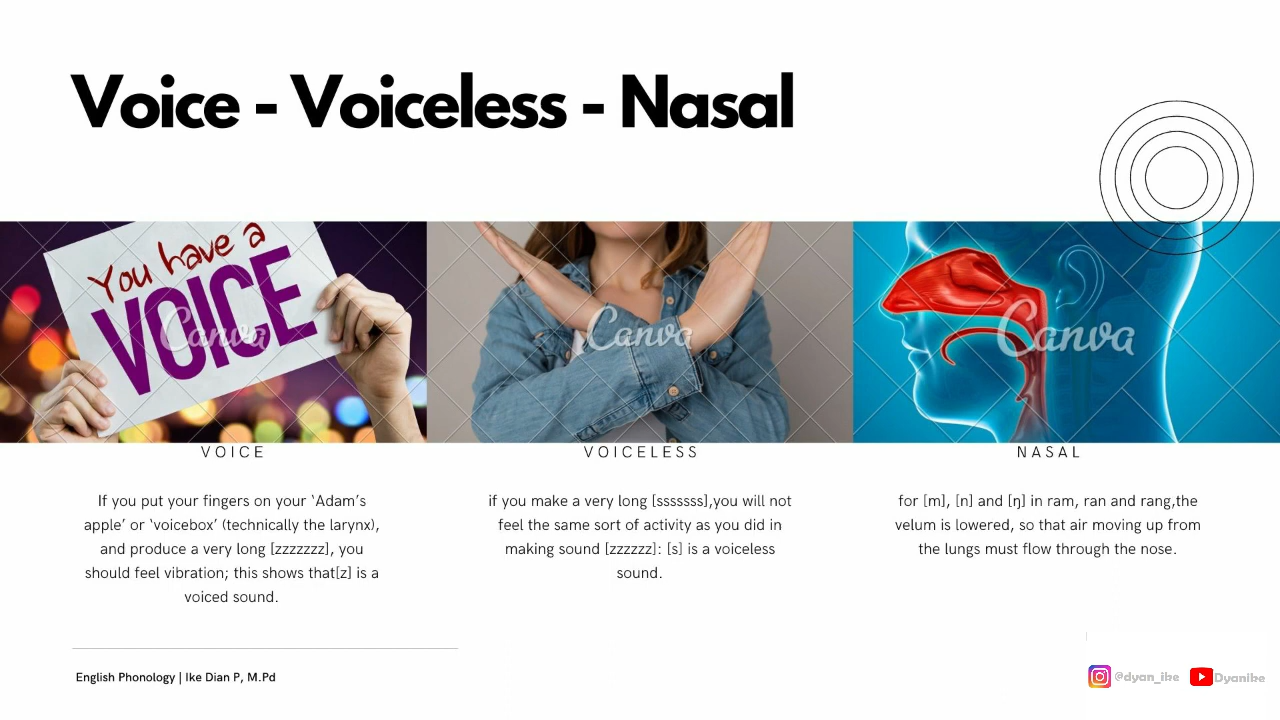 Voice - Voiceless - Nasal
You have a
VOICE
Canva
Canva
Canva
VOICE
If you put your fingers on your ‘Adam’s
apple’ or ‘voicebox’ (technically the larynx),
and produce a very long [zzzzzzz], you
should feel vibration; this shows that[z] is a
voiced sound.
VOICELESS
if you make a very long [sssssss],you will not
feel the same sort of activity as you did in
making sound [zzzzzz]: [s] is a voiceless
sound.
NASAL
for [m], [n] and [ŋ] in ram, ran and rang,the
velum is lowered, so that air moving up from
the lungs must flow through the nose.
English Phonology | Ike Dian P, M.Pd
@dyan_ike
Dyanike